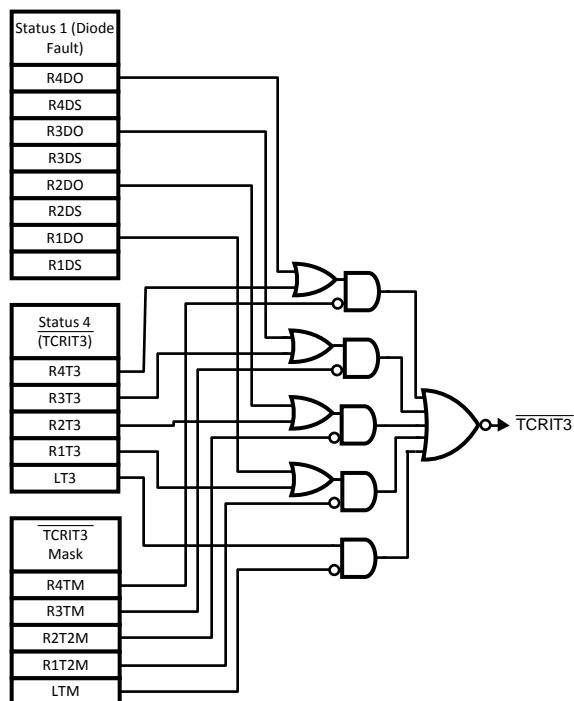 Status 1 (Diode
Fault)
R4DO
R4DS
R3DO
R3DS
R2DO
R2DS
R1DO
R1DS
Status 4
(TCRIT3)
R4T3
R3T3
R2T3
R1T3
LT3
TCRIT3
Mask
R4TM
R3TM
R2T2M
R1T2M
LTM
TCRIT3